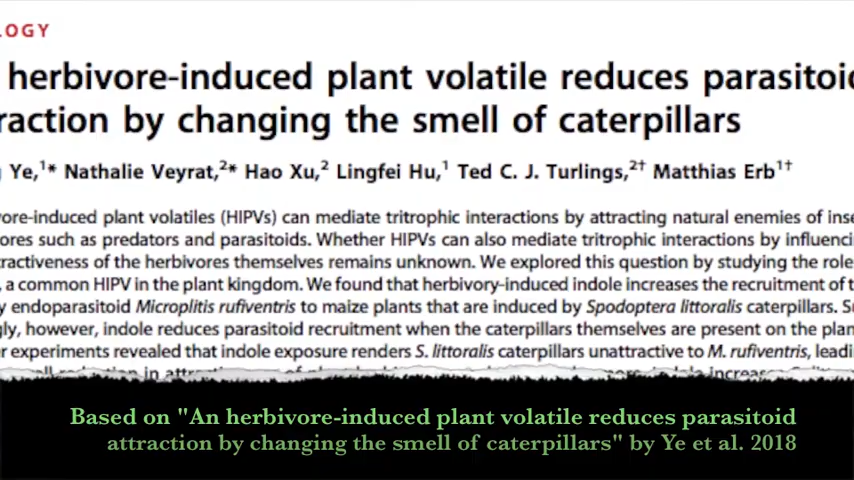 LOGY
herbivore-induced plant volatile reduces parasitoid
raction by changing the smell of caterpillars
Ye,1* Nathalie Veyrat,2* Hao Xu,2 Lingfei Hu,1 Ted C. J. Turlings,2† Matthias Erb1†
vore-induced plant volatiles (HIPVs) can mediate tritrophic interactions by attracting natural enemies of inse
ores such as predators and parasitoids. Whether HIPVs can also mediate tritrophic interactions by influencin
tractiveness of the herbivores themselves remains unknown. We explored this question by studying the role
, a common HIPV in the plant kingdom. We found that herbivory-induced indole increases the recruitment of t
y endoparasitoid Microplitis rufiventris to maize plants that are induced by Spodoptera littoralis caterpillars. Su
gly, however, indole reduces parasitoid recruitment when the caterpillars themselves are present on the plan
r experiments revealed that indole exposure renders S. littoralis caterpillars unattractive to M. rufiventris, leadi
Based on "An herbivore-induced plant volatile reduces parasitoid
attraction by changing the smell of caterpillars" by Ye et al. 2018